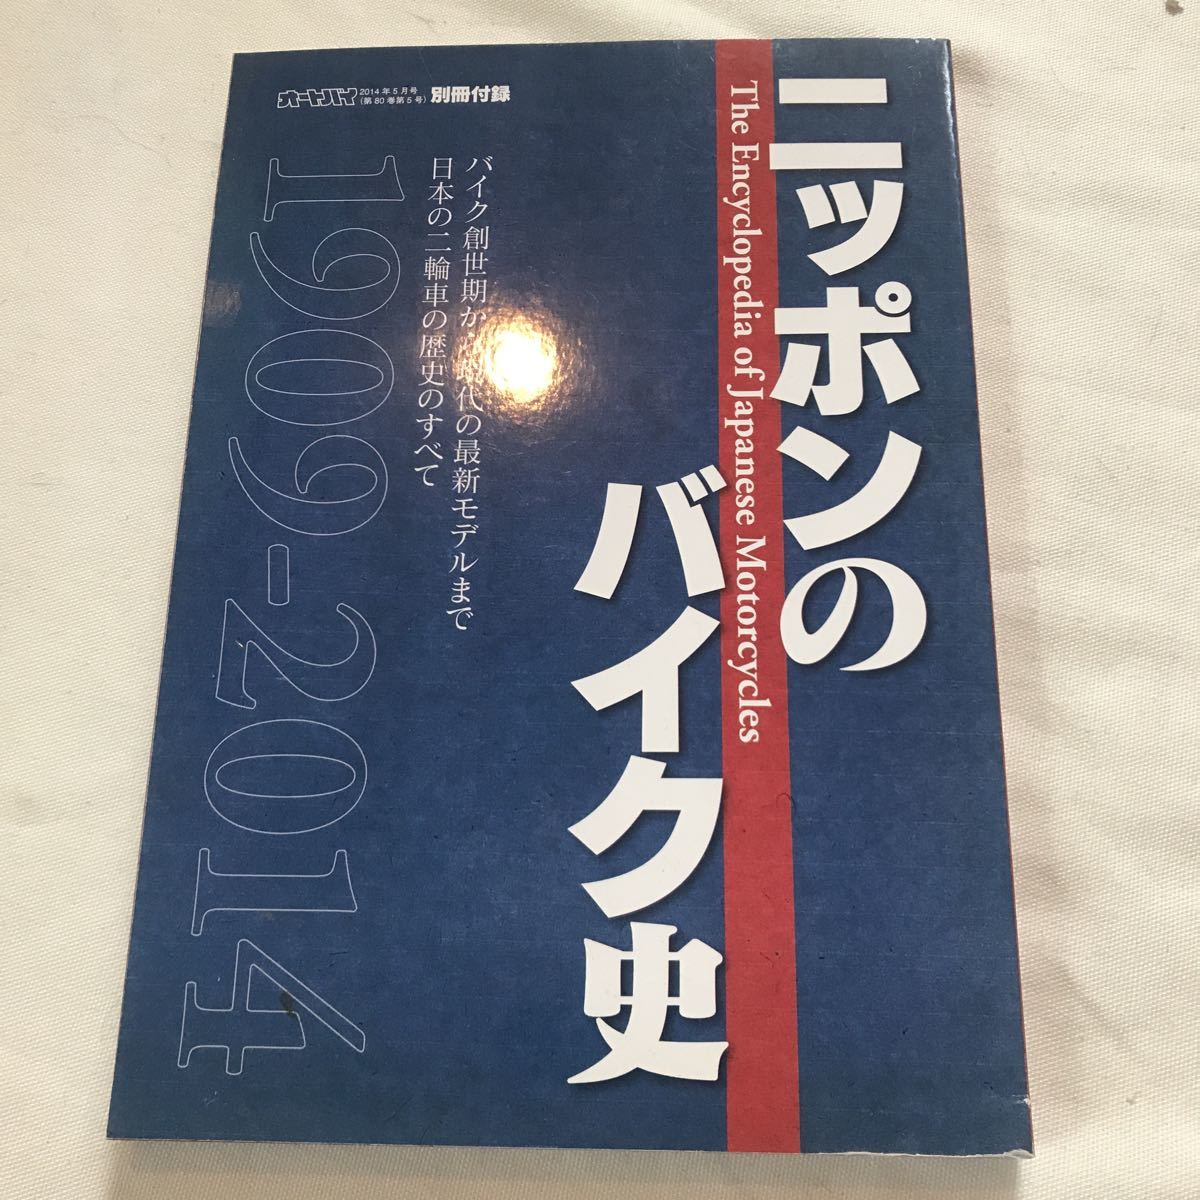 オートバイ 2014年5月号 (第80巻第5号) 別冊付録
ニッポンの
バイク史
The Encyclopedia of Japanese Motorcycles
バイク創世期か 代の最新モデルまで
日本の二輪車の歴史のすべて
1909-2014